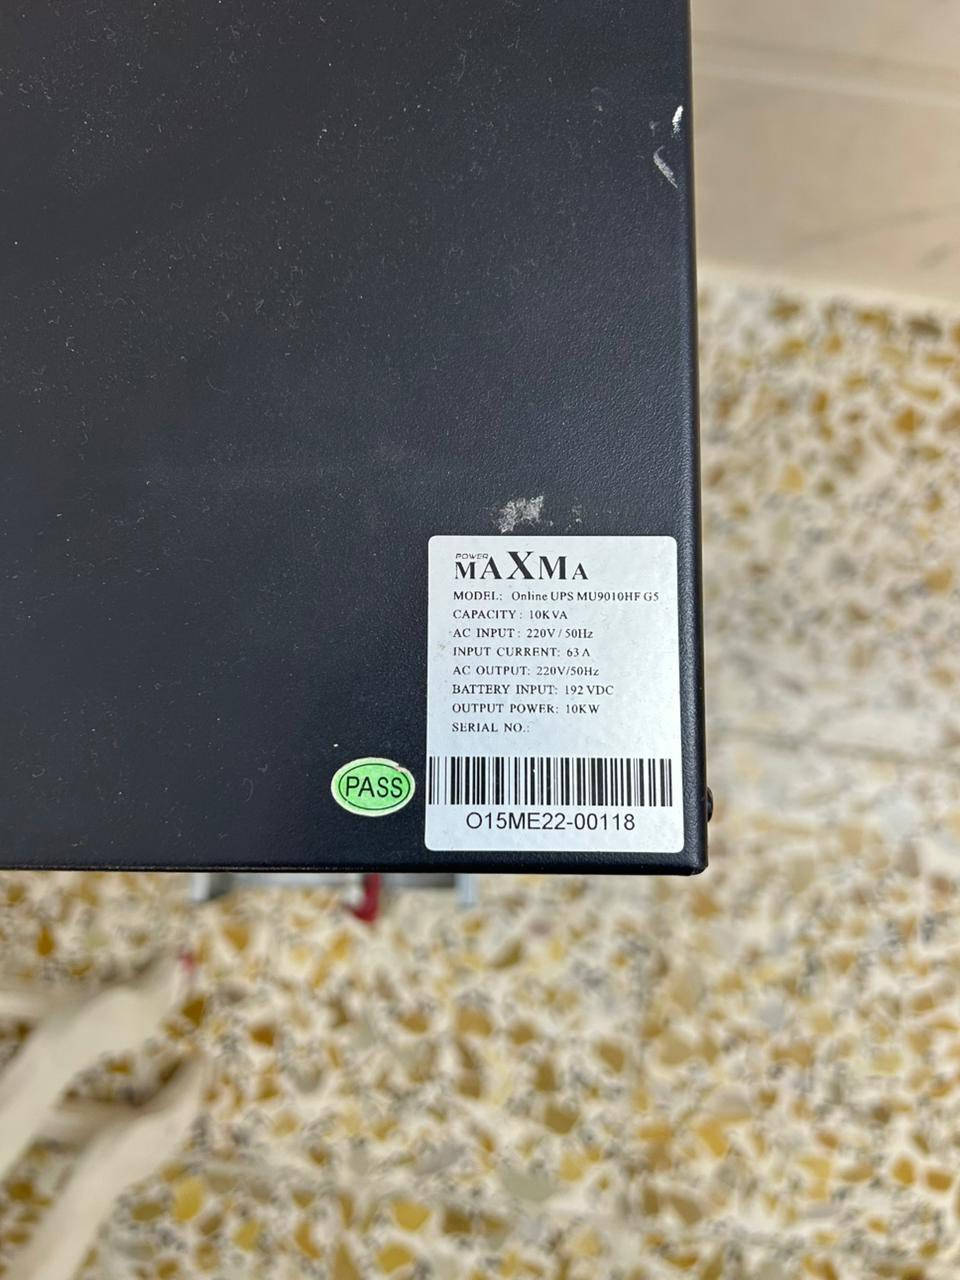 POWER
MAXMA
MODEL: Online UPS MU9010HF G5
CAPACITY: 10KVA
AC INPUT: 220V/50Hz
INPUT CURRENT: 63A
AC OUTPUT: 220V/50Hz
BATTERY INPUT: 192 VDC
OUTPUT POWER: 10KW
SERIAL NO.:
PASS
O15ME22-00118